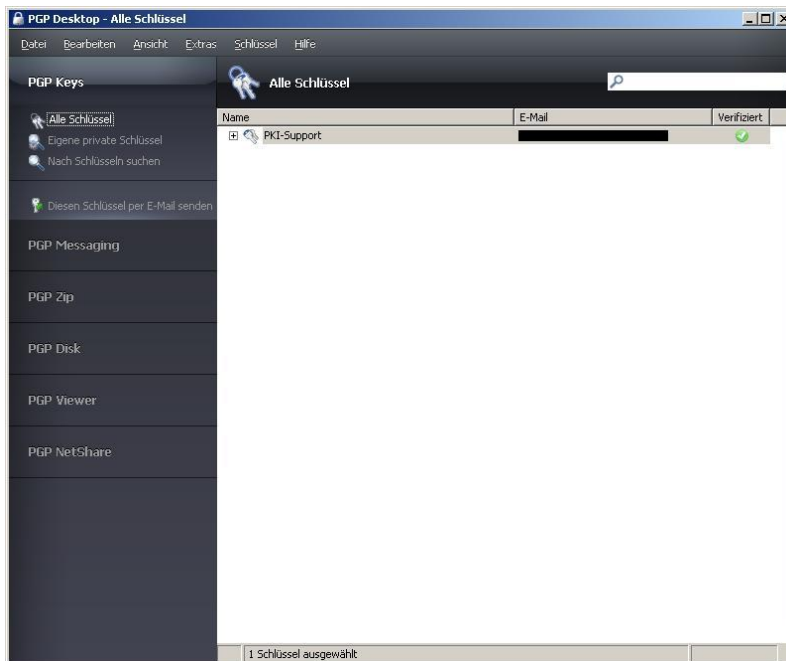 PGP Desktop - Alle Schlüssel
Datei Bearbeiten Ansicht Extras Schlüssel Hilfe
PGP Keys
Alle Schlüssel
Alle Schlüssel
Eigene private Schlüssel
Nach Schlüsseln suchen
Diesen Schlüssel per E-Mail senden
PGP Messaging
PGP Zip
PGP Disk
PGP Viewer
PGP NetShare
Name E-Mail Verifiziert
PKI-Support
1 Schlüssel ausgewählt